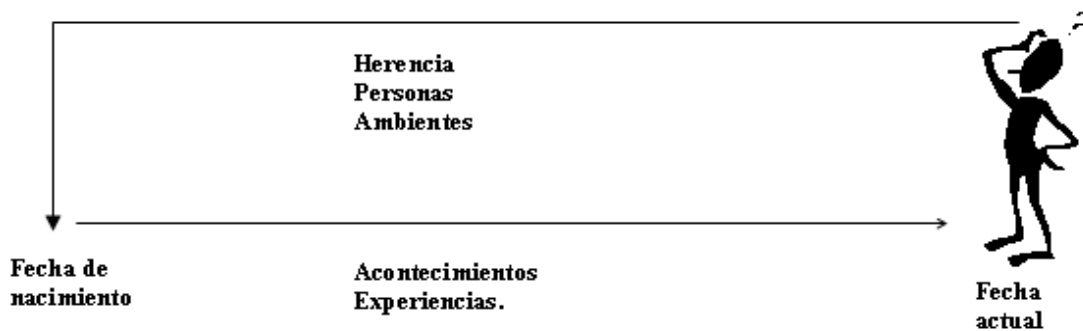 Herencia
Personas
Ambientes
Fecha de
nacimiento
Acontecimientos
Experiencias.
Fecha
actual